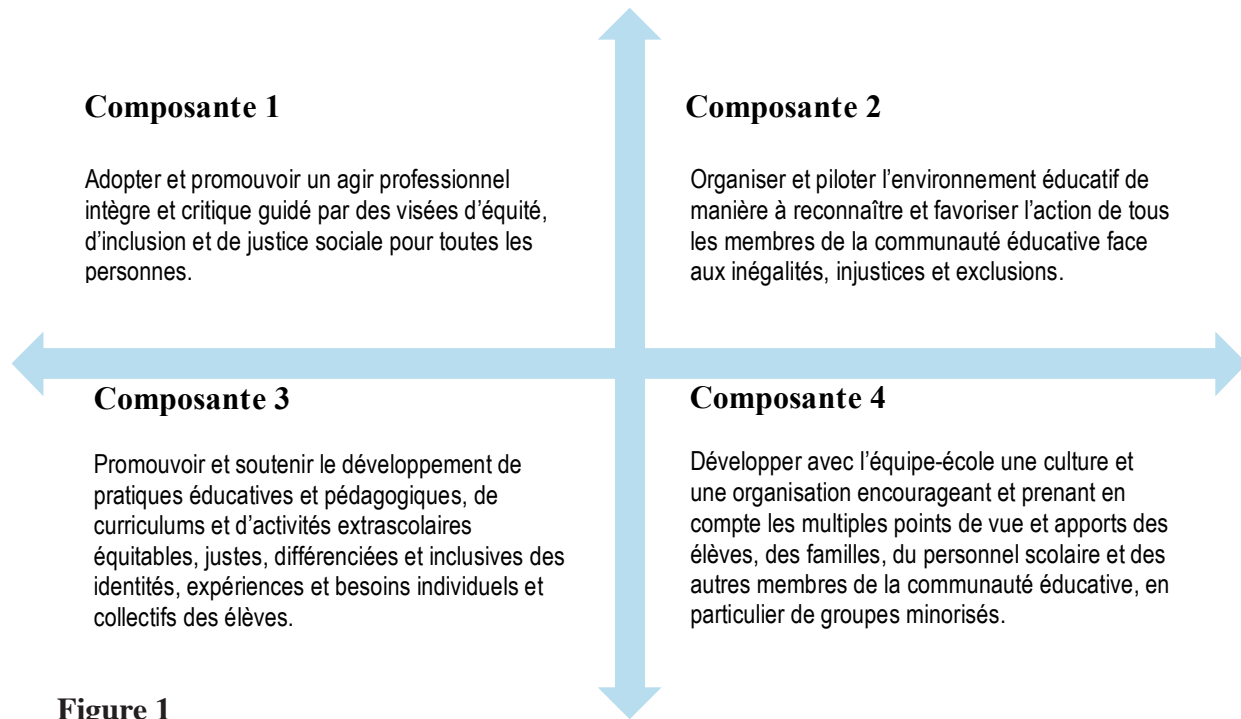 Composante 1
Adopter et promouvoir un agir professionnel
intègre et critique guidé par des visées d’équité,
d’inclusion et de justice sociale pour toutes les
personnes.
Composante 2
Organiser et piloter l’environnement éducatif de
manière à reconnaître et favoriser l’action de tous
les membres de la communauté éducative face
aux inégalités, injustices et exclusions.
Composante 3
Promouvoir et soutenir le développement de
pratiques éducatives et pédagogiques, de
curriculums et d’activités extrascolaires
équitables, justes, différenciées et inclusives des
identités, expériences et besoins individuels et
collectifs des élèves.
Composante 4
Développer avec l’équipe-école une culture et
une organisation encourageant et prenant en
compte les multiples points de vue et apports des
élèves, des familles, du personnel scolaire et des
autres membres de la communauté éducative, en
particulier de groupes minorisés.
Figure 1